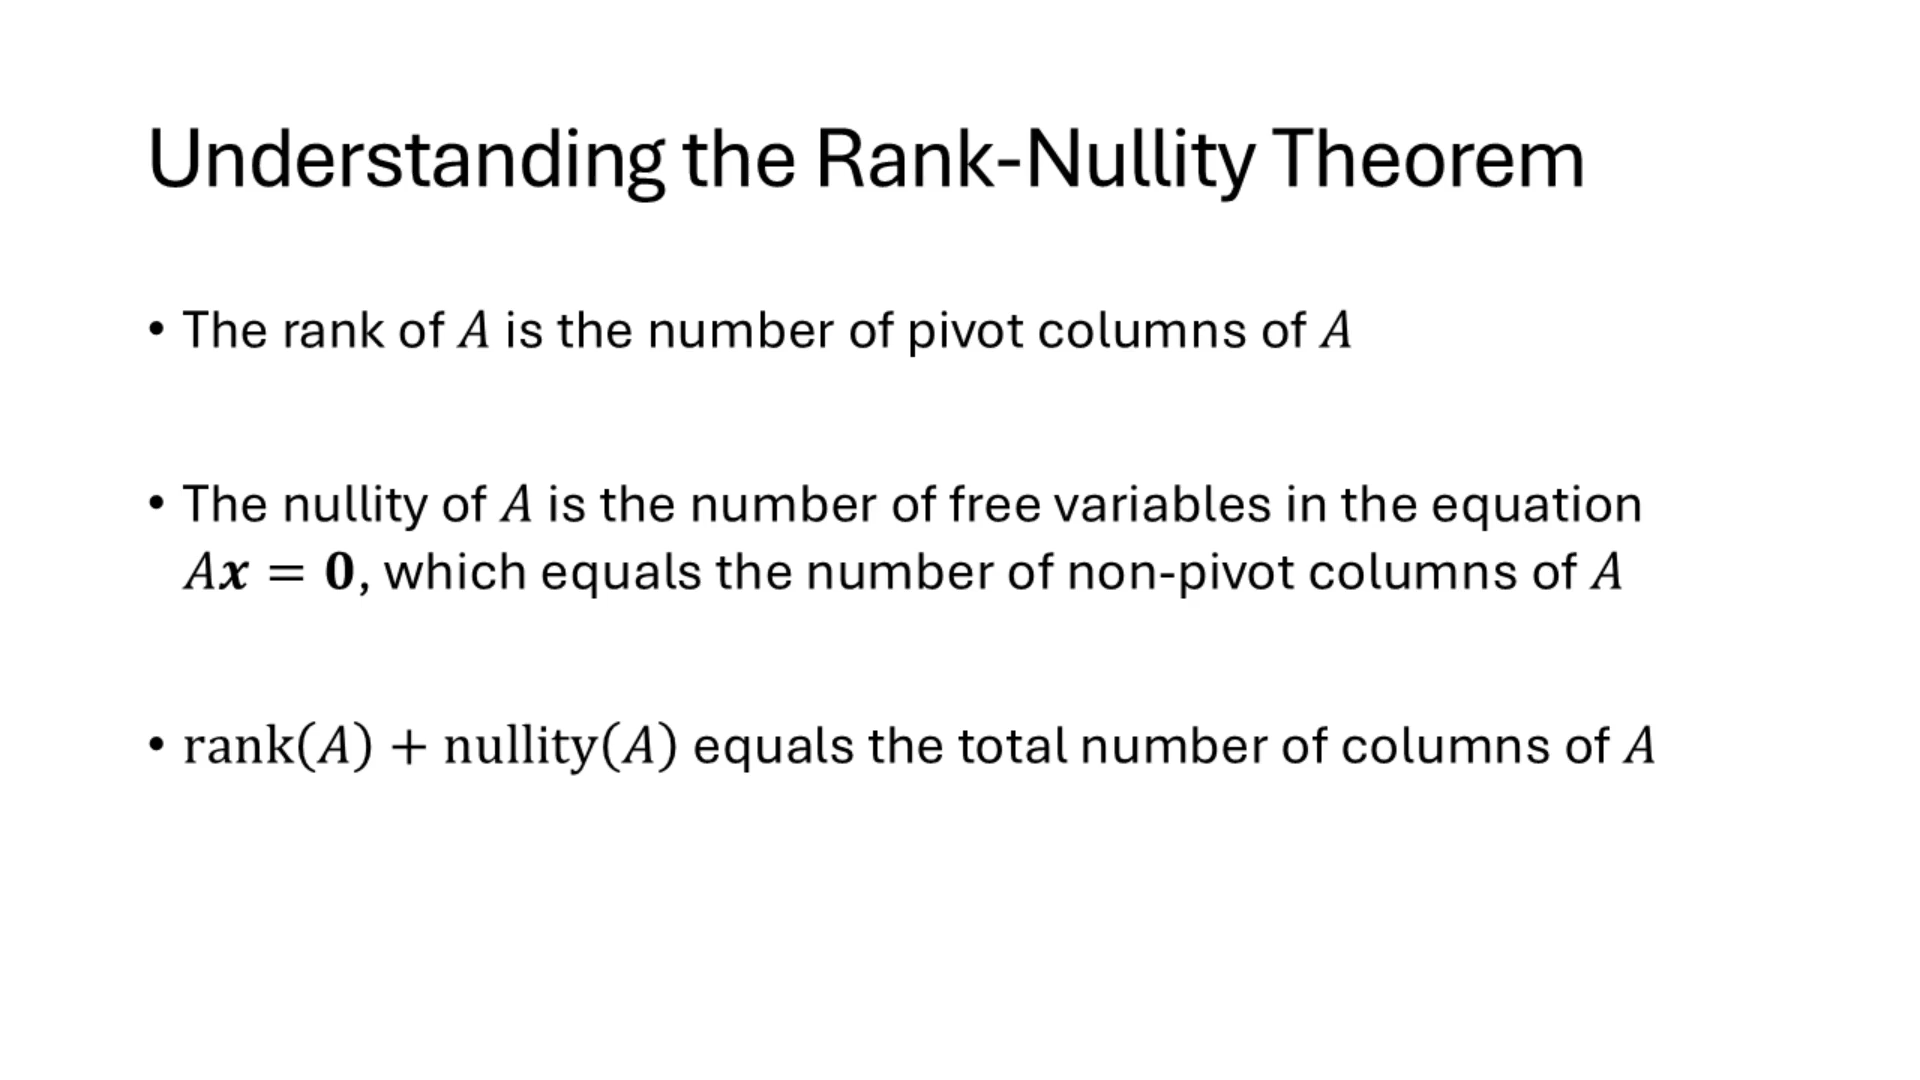 Understanding the Rank-Nullity Theorem
• The rank of A is the number of pivot columns of A
• The nullity of A is the number of free variables in the equation
Ax = 0, which equals the number of non-pivot columns of A
• rank(A) + nullity(A) equals the total number of columns of A